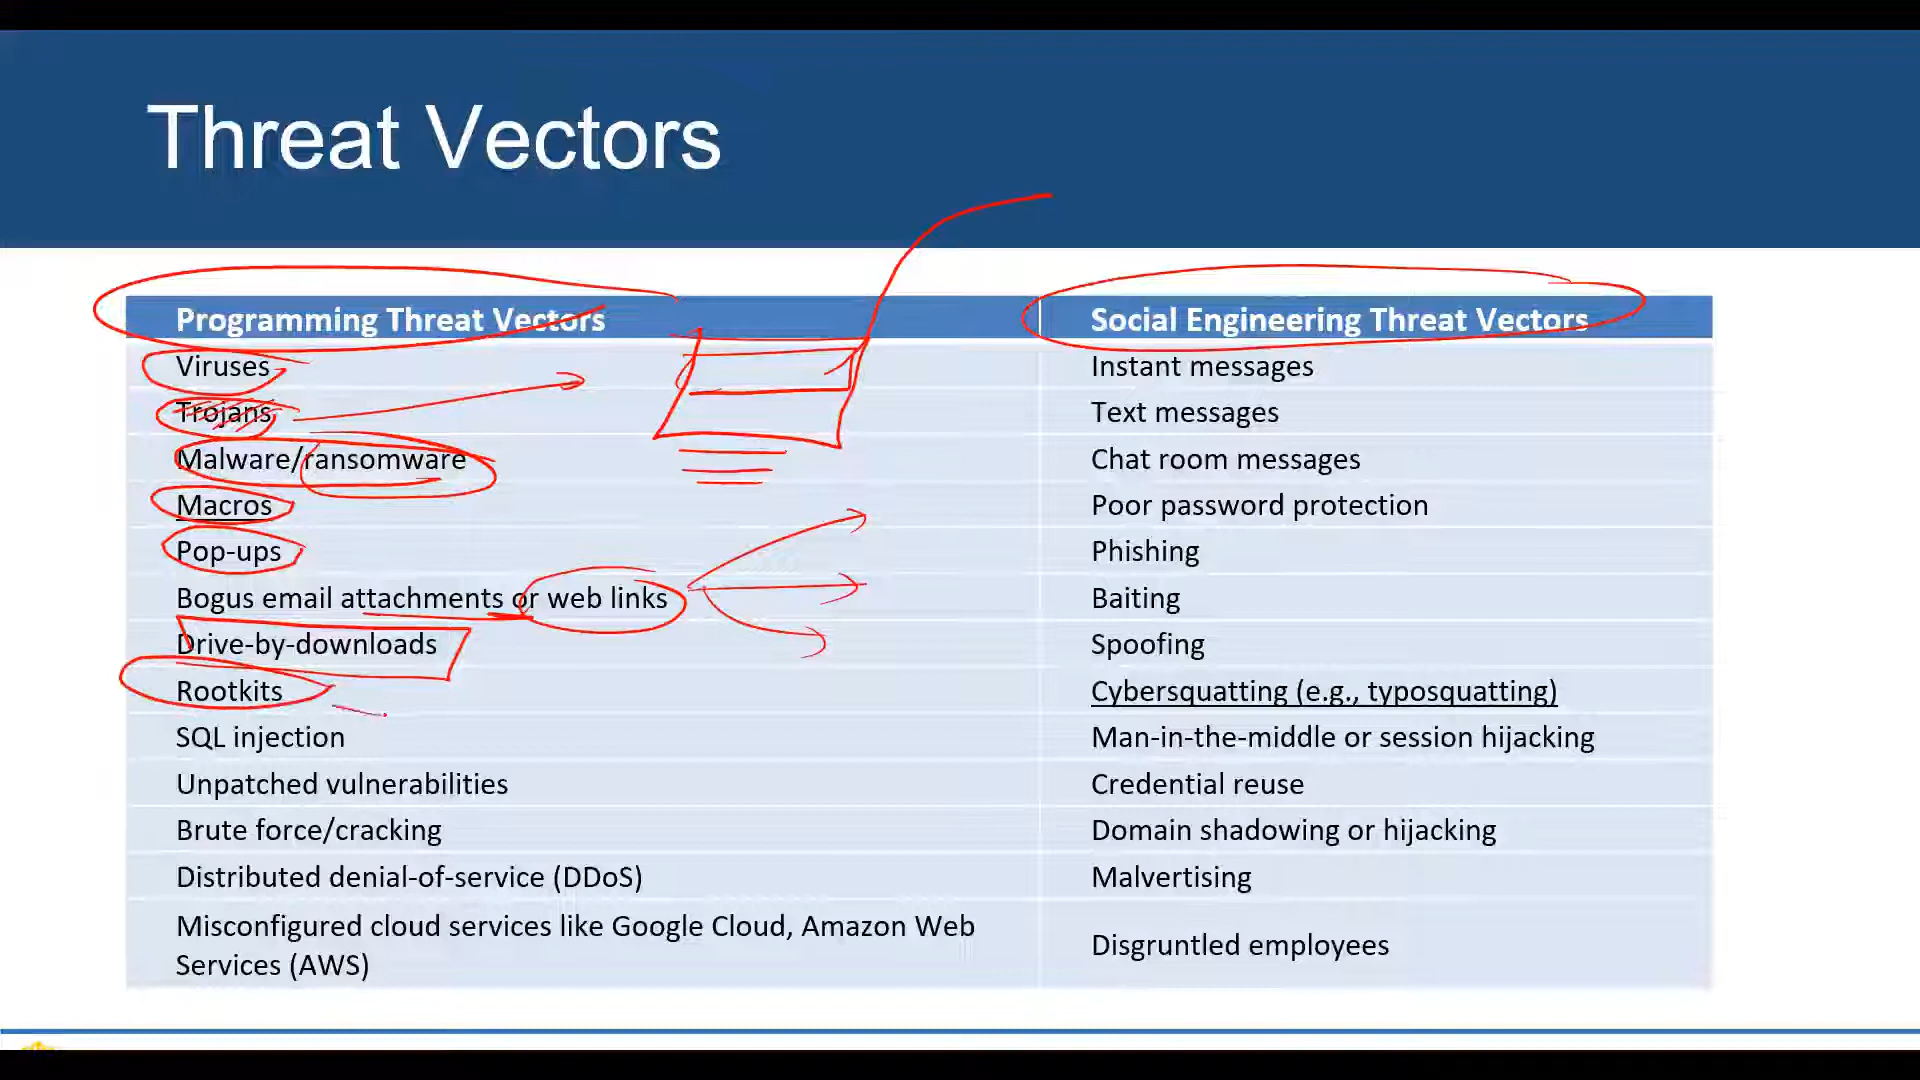 Threat Vectors
Programming Threat Vectors
Social Engineering Threat Vectors
Viruses
Instant messages
Trojans
Text messages
Malware/ransomware
Chat room messages
Macros
Poor password protection
Pop-ups
Phishing
Bogus email attachments or web links
Baiting
Drive-by-downloads
Spoofing
Rootkits
Cybersquatting (e.g., typosquatting)
SQL injection
Man-in-the-middle or session hijacking
Unpatched vulnerabilities
Credential reuse
Brute force/cracking
Domain shadowing or hijacking
Distributed denial-of-service (DDoS)
Malvertising
Misconfigured cloud services like Google Cloud, Amazon Web
Services (AWS)
Disgruntled employees